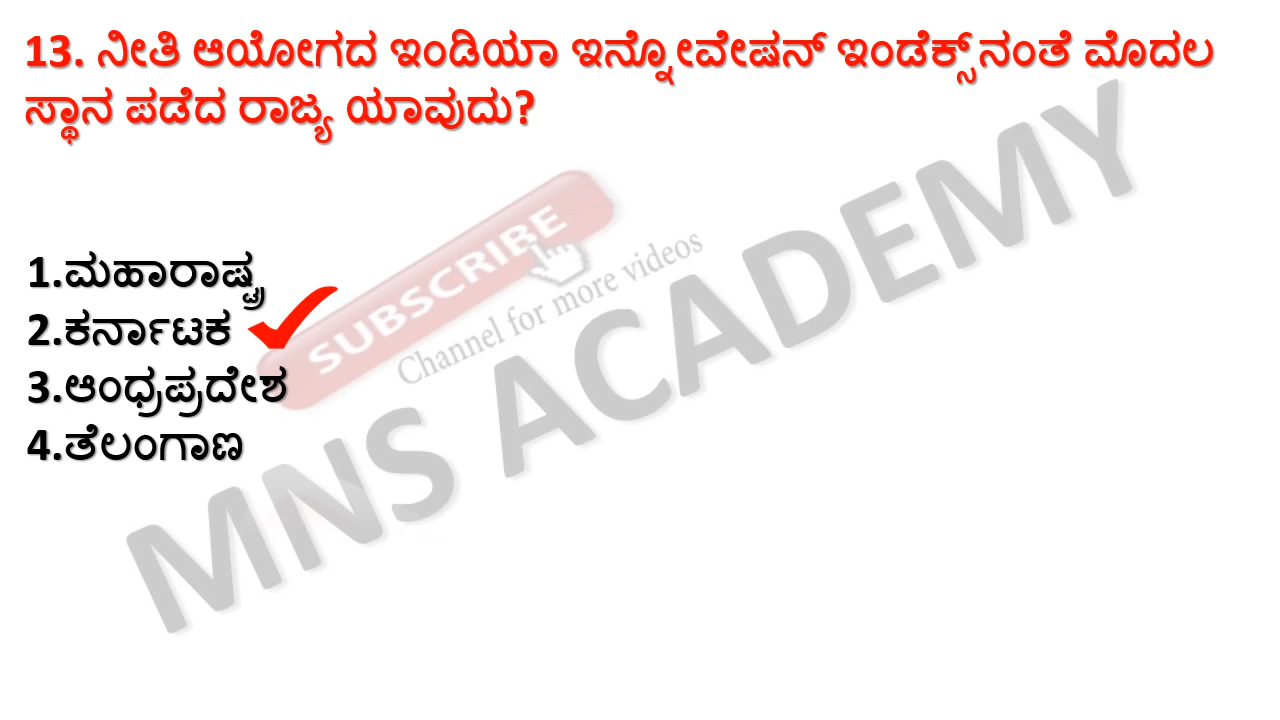 13. ನೀತಿ ಆಯೋಗದ ಇಂಡಿಯಾ ಇನ್ನೋವೇಷನ್ ಇಂಡೆಕ್ಸ್‌ನಂತೆ ಮೊದಲ
ಸ್ಥಾನ ಪಡೆದ ರಾಜ್ಯ ಯಾವುದು?
1.ಮಹಾರಾಷ್ಟ್ರ
2.ಕರ್ನಾಟಕ
3.ಆಂಧ್ರಪ್ರದೇಶ
4.ತೆಲಂಗಾಣ
SUBSCRIBE
Channel for more videos
MNS ACADEMY